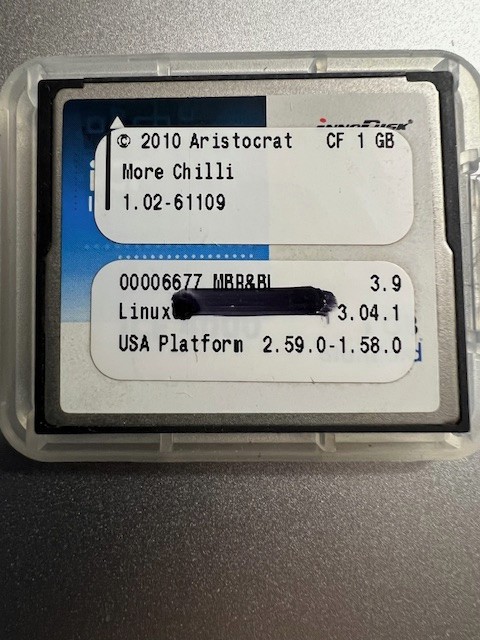 INNODISK
© 2010 Aristocrat CF 1 GB
More Chilli
1.02-61109
00006677 MBR&BL 3.9
Linux 3.04.1
USA Platform 2.59.0-1.58.0